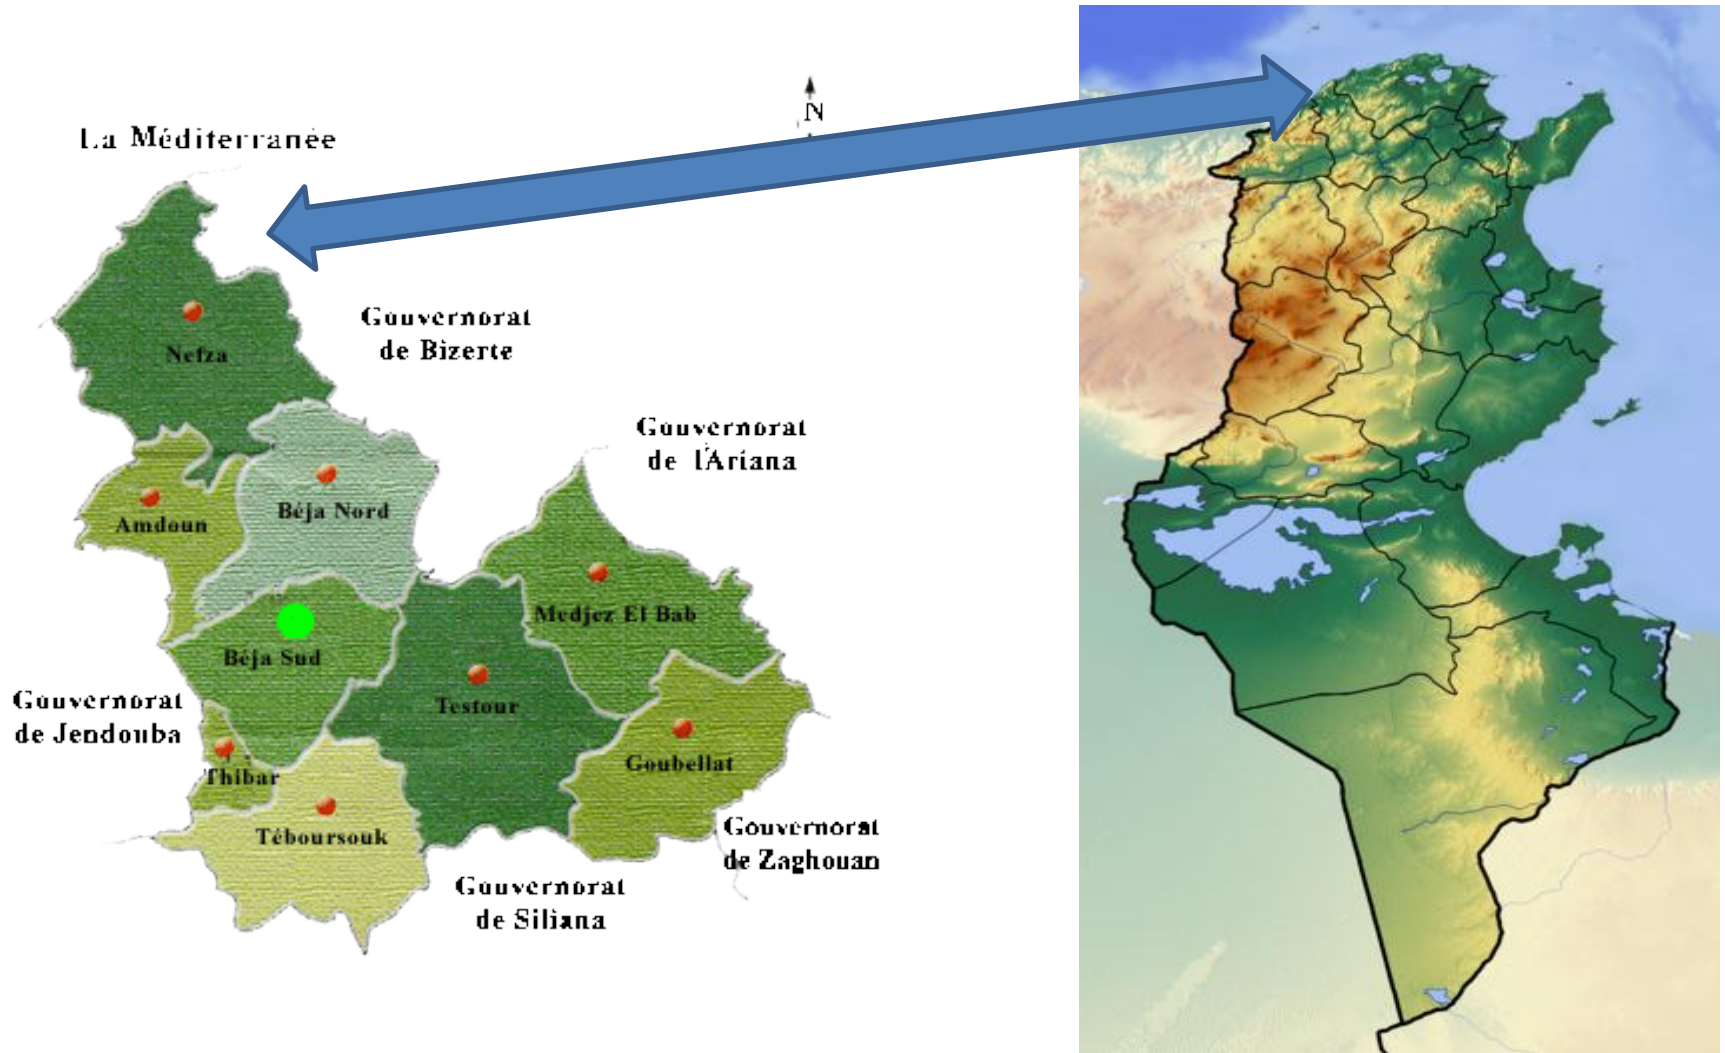 N
La Méditerranée
Gouvernorat
de Bizerte
Nefza
Gouvernorat
de l'Ariana
Béja Nord
Amdoun
Medjez El Bab
Béja Sud
Gouvernorat
de Jendouba
Testour
Goubellat
Thibar
Téboursouk
Gouvernorat
de Zaghouan
Gouvernorat
de Siliana